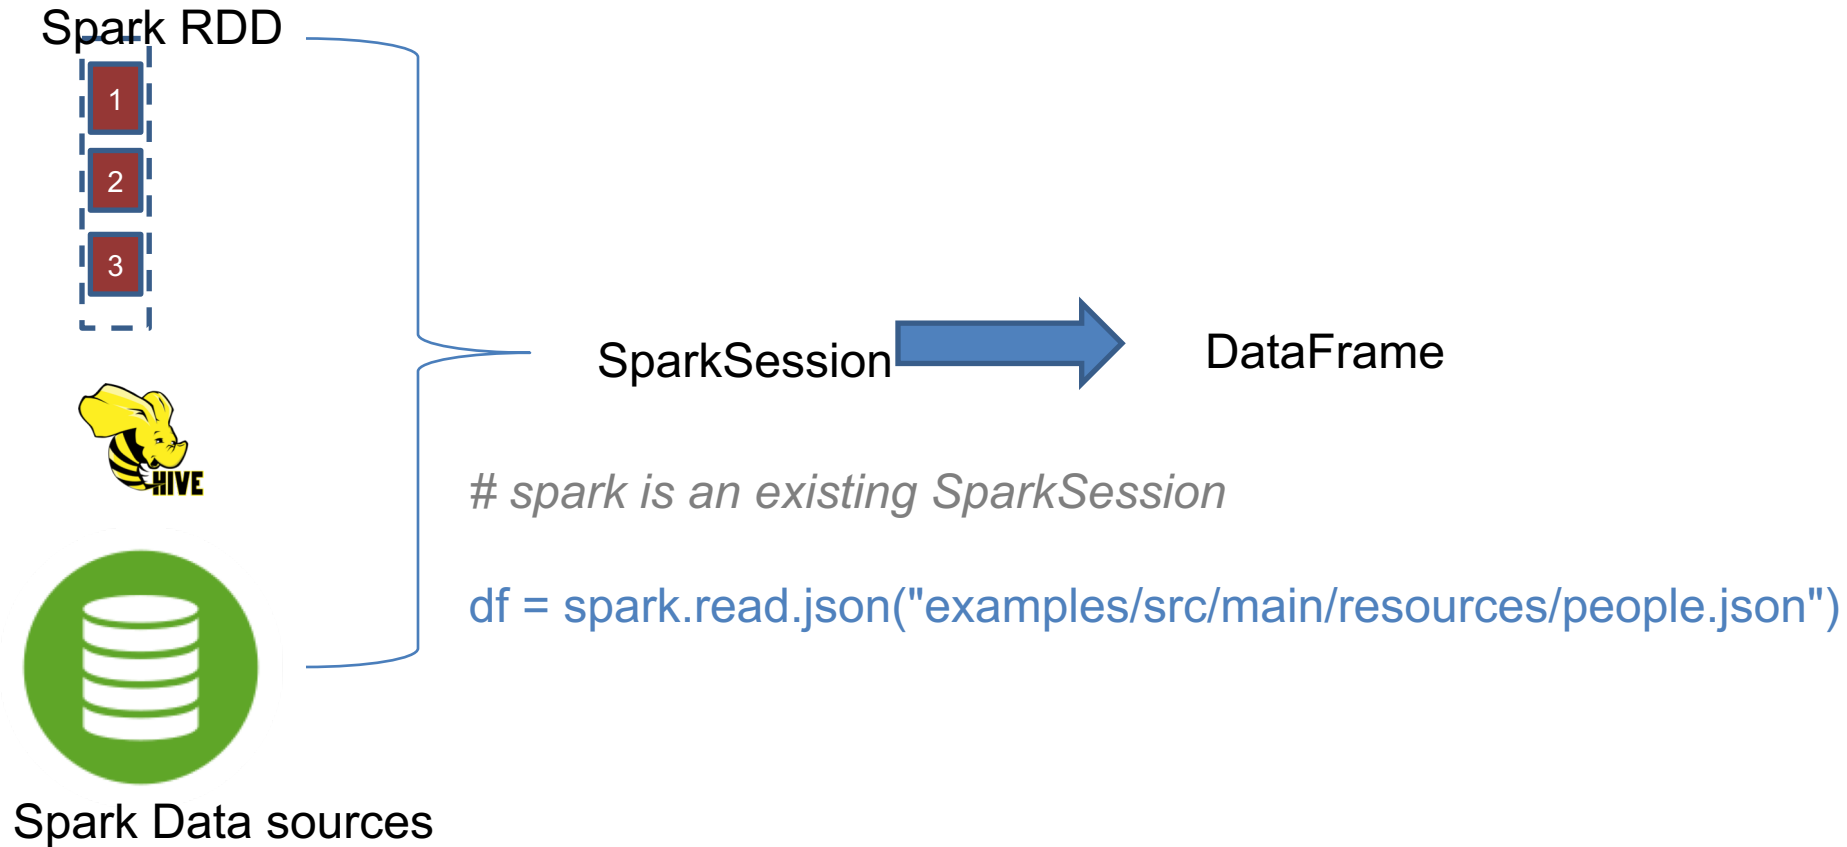 Spark RDD
1
2
3
HIVE
SparkSession
DataFrame
# spark is an existing SparkSession
df = spark.read.json("examples/src/main/resources/people.json")
Spark Data sources